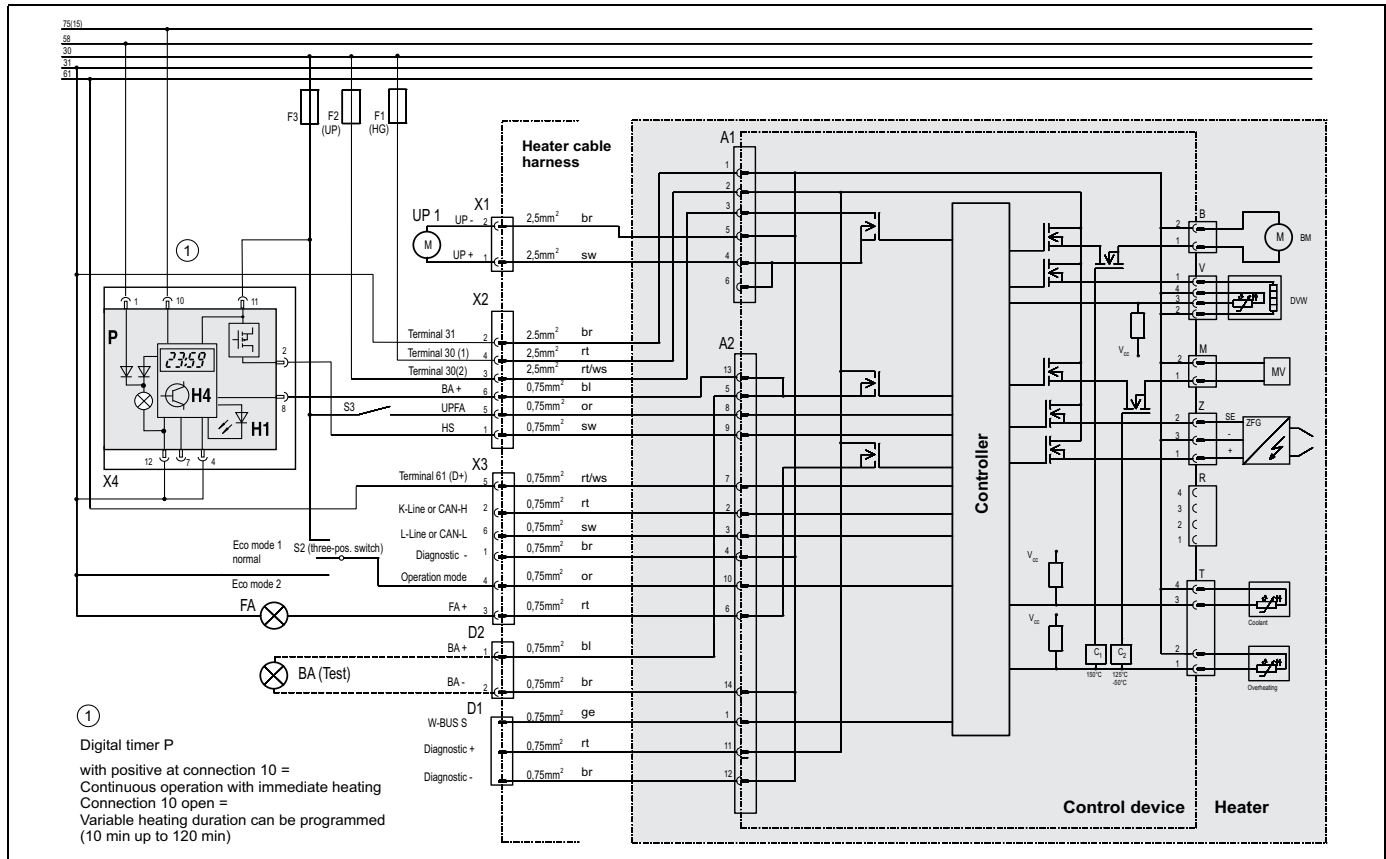 75(15)
58
30
31
61
F3
F2
(UP)
F1
(HG)
Heater cable
harness
A1
1
2
3
5
4
6
X1
UP 1
UP -
2
2,5mm² br
M
UP +
1
2,5mm² sw
1
1
10
11
P
23:59
H4
H1
2
8
12
7
4
X4
X2
Terminal 31
2
2.5mm² br
Terminal 30 (1)
4
2,5mm² rt
Terminal 30(2)
3
2,5mm² rt/ws
BA +
6
0,75mm² bl
S3
UPFA
5
0,75mm² or
HS
1
0,75mm² sw
A2
13
5
8
9
7
2
3
4
10
6
14
1
11
12
X3
Terminal 61 (D+)
5
0,75mm² rt/ws
K-Line or CAN-H
2
0,75mm² rt
L-Line or CAN-L
6
0,75mm² sw
Diagnostic -
1
0,75mm² br
Eco mode 1
normal
S2 (three-pos. switch)
Eco mode 2
Operation mode
4
0,75mm² or
FA
FA +
3
0,75mm² rt
D2
BA +
1
0,75mm² bl
BA (Test)
BA -
2
0,75mm² br
D1
W-BUS S
0,75mm² ge
Diagnostic +
0,75mm² rt
Diagnostic -
0,75mm² br
Controller
Vcc
Vcc
Vcc
C1
150°C
C2
125°C
-50°C
B
2
1
M
BM
V
1
4
3
2
DVW
M
2
1
MV
Z
2
SE
3
-
1
+
ZFG
R
4
3
2
1
T
4
3
Coolant
2
1
Overheating
Control device
Heater
1
Digital timer P
with positive at connection 10 =
Continuous operation with immediate heating
Connection 10 open =
Variable heating duration can be programmed
(10 min up to 120 min)